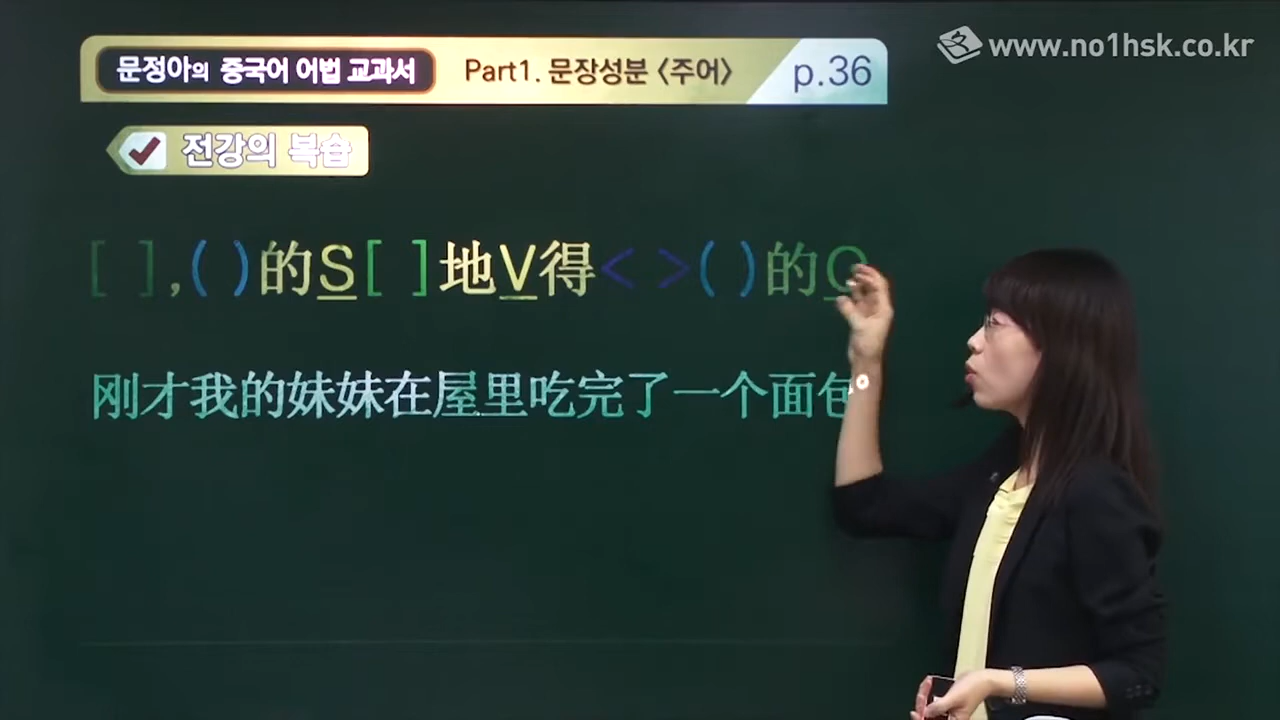 www.no1hsk.co.kr
문정아의 중국어 어법 교과서 Part1. 문장성분 <주어> p.36
전강의 복습
[ ],( )的S[ ]地V得< >( )的O
刚才我的妹妹在屋里吃完了一个面包